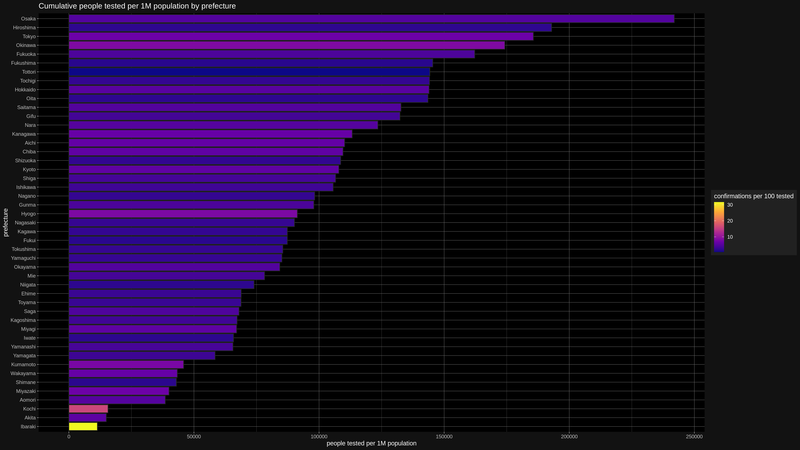 Cumulative people tested per 1M population by prefecture
Osaka
Hiroshima
Tokyo
Okinawa
Fukuoka
Fukushima
Tottori
Tochigi
Hokkaido
Oita
Saitama
Gifu
Nara
Kanagawa
Aichi
Chiba
Shizuoka
Kyoto
Shiga
Ishikawa
Nagano
Gunma
Hyogo
Nagasaki
Kagawa
Fukui
Tokushima
Yamaguchi
Okayama
Mie
Niigata
Ehime
Toyama
Saga
Kagoshima
Miyagi
Iwate
Yamanashi
Yamagata
Kumamoto
Wakayama
Shimane
Miyazaki
Aomori
Kochi
Akita
Ibaraki
prefecture
0 50000 100000 150000 200000 250000
people tested per 1M population
confirmations per 100 tested
30
20
10